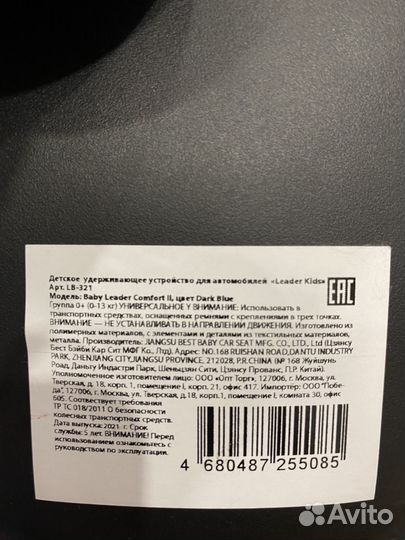 Детское удерживающее устройство для автомобилей «Leader Kids»
Арт. LB-321
Модель: Baby Leader Comfort II, цвет Dark Blue
Группа 0+ (0-13 кг) УНИВЕРСАЛЬНОЕ Y ВНИМАНИЕ: Использовать в
транспортных средствах, оснащенных ремнями с креплениями в трех точках.
ВНИМАНИЕ — НЕ УСТАНАВЛИВАТЬ В НАПРАВЛЕНИИ ДВИЖЕНИЯ. Изготовлено из
полимерных материалов, с элементами и деталями из текстильных материалов,
металла. Изготовитель: JIANGSU BEST BABY CAR SEAT MFG. CO., LTD., Ltd (Цзянсу
Бест Бэйби Кар Сит МФГ Ко., Лтд). Адрес: NO.168 RUISHAN ROAD,DANTU INDUSTRY
PARK, ZHENJIANG CITY,JIANGSU PROVINCE, 212028, P.R.CHINA (№ 168 Жуйшунь
Роад, Даньту Индастри Парк, Шеньцзян Сити, Цзянсу Прованс, П.Р. Китай).
Уполномоченное изготовителем лицо: ООО «Опт Торг», 127006, г. Москва, ул.
Тверская, д. 18, корп. 1, помещение I, комната 21, офис 417. Импортёр: ООО "Побе-
да",127006, г. Москва, ул. Тверская, д. 18, корп.1, помещение I, комната 30, офис
605. Соответствует требования
ТР ТС 018/2011 О безопасности
колесных транспортных средств.
Дата выпуска: 2021 г. Срок
службы: 5 лет. ВНИМАНИЕ! Перед
использованием ознакомьтесь с
руководством по эксплуатации.
EAC
4 680487 255085
Avito